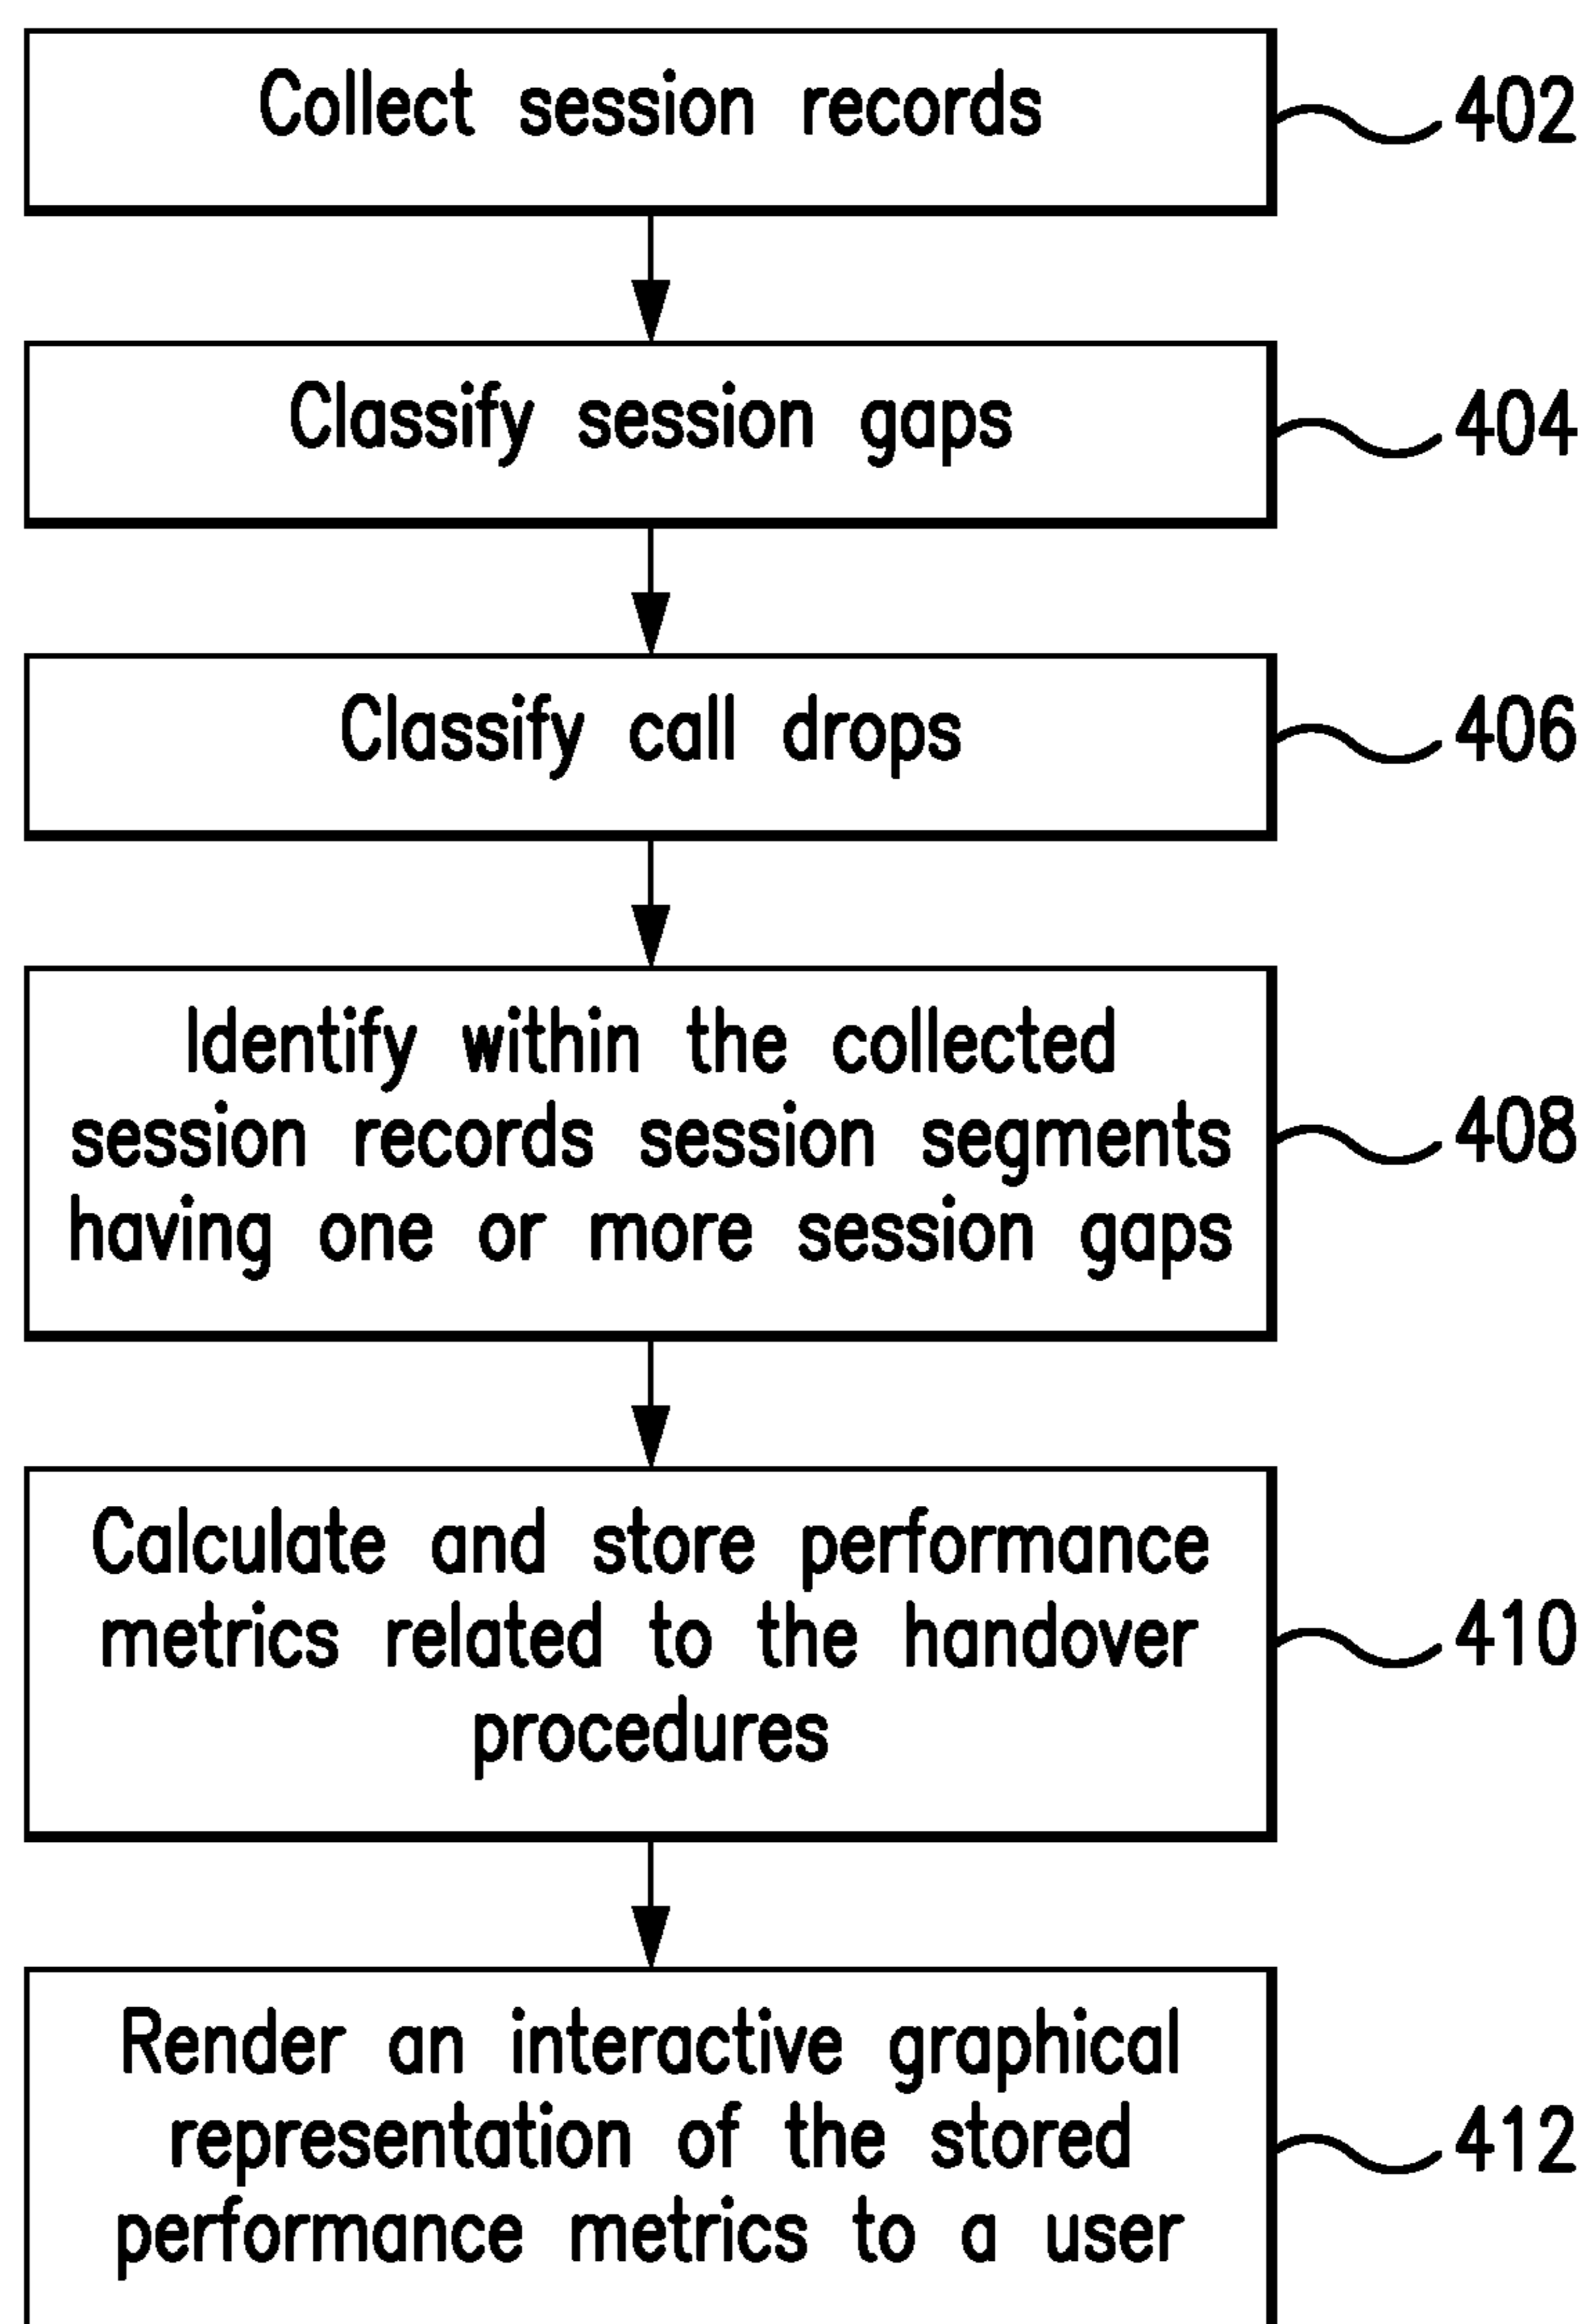 Collect session records
402
Classify session gaps
404
Classify call drops
406
Identify within the collected
session records session segments
having one or more session gaps
408
Calculate and store performance
metrics related to the handover
procedures
410
Render an interactive graphical
representation of the stored
performance metrics to a user
412